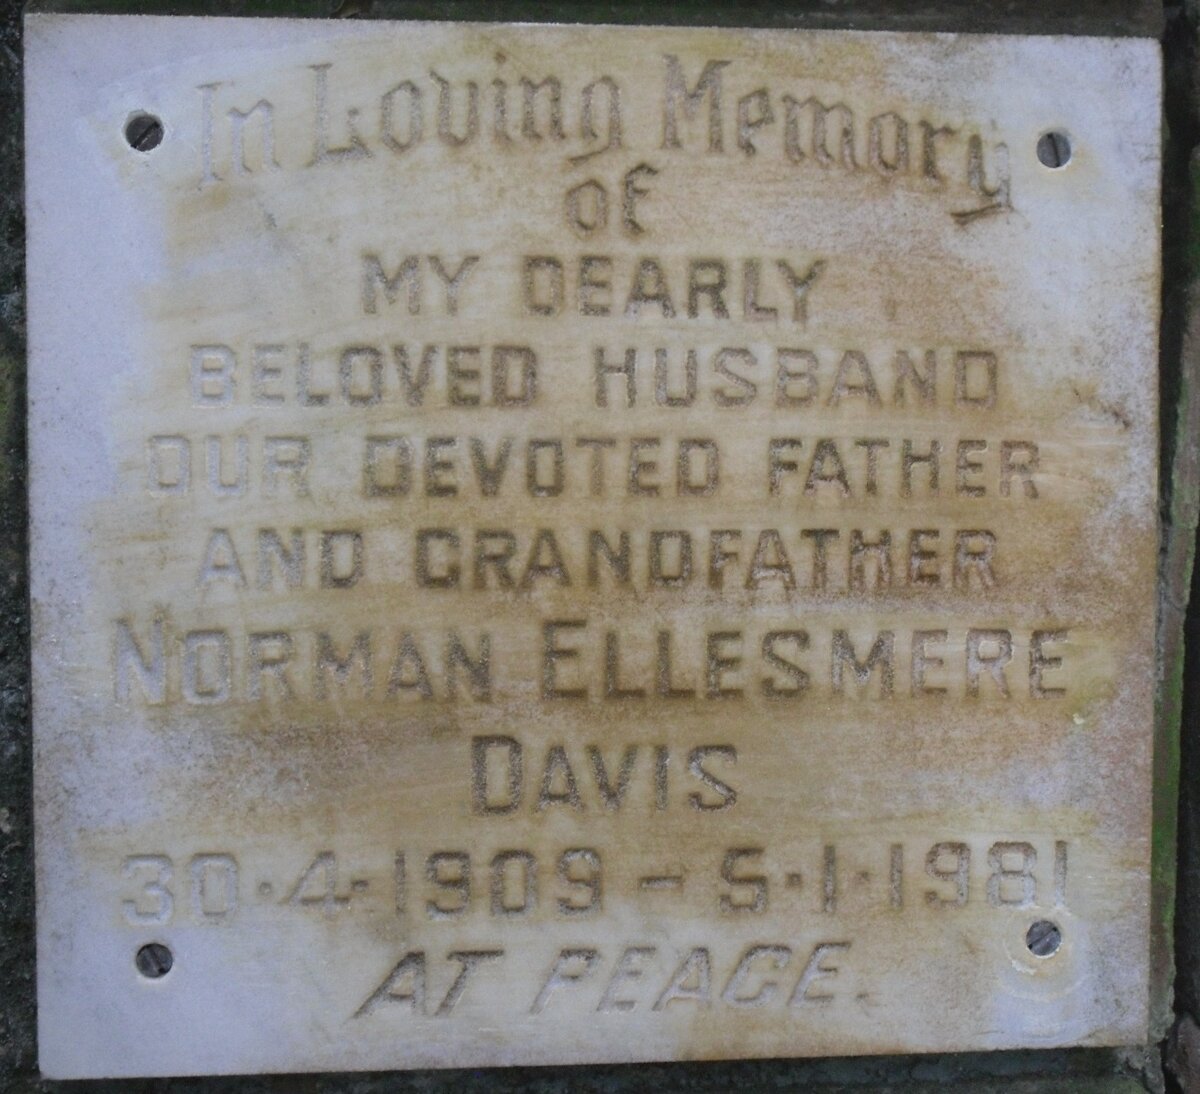 In Loving Memory
of
MY DEARLY
BELOVED HUSBAND
OUR DEVOTED FATHER
AND GRANDFATHER
NORMAN ELLESMERE
DAVIS
30·4·1909 – 5·1·1981
AT PEACE.